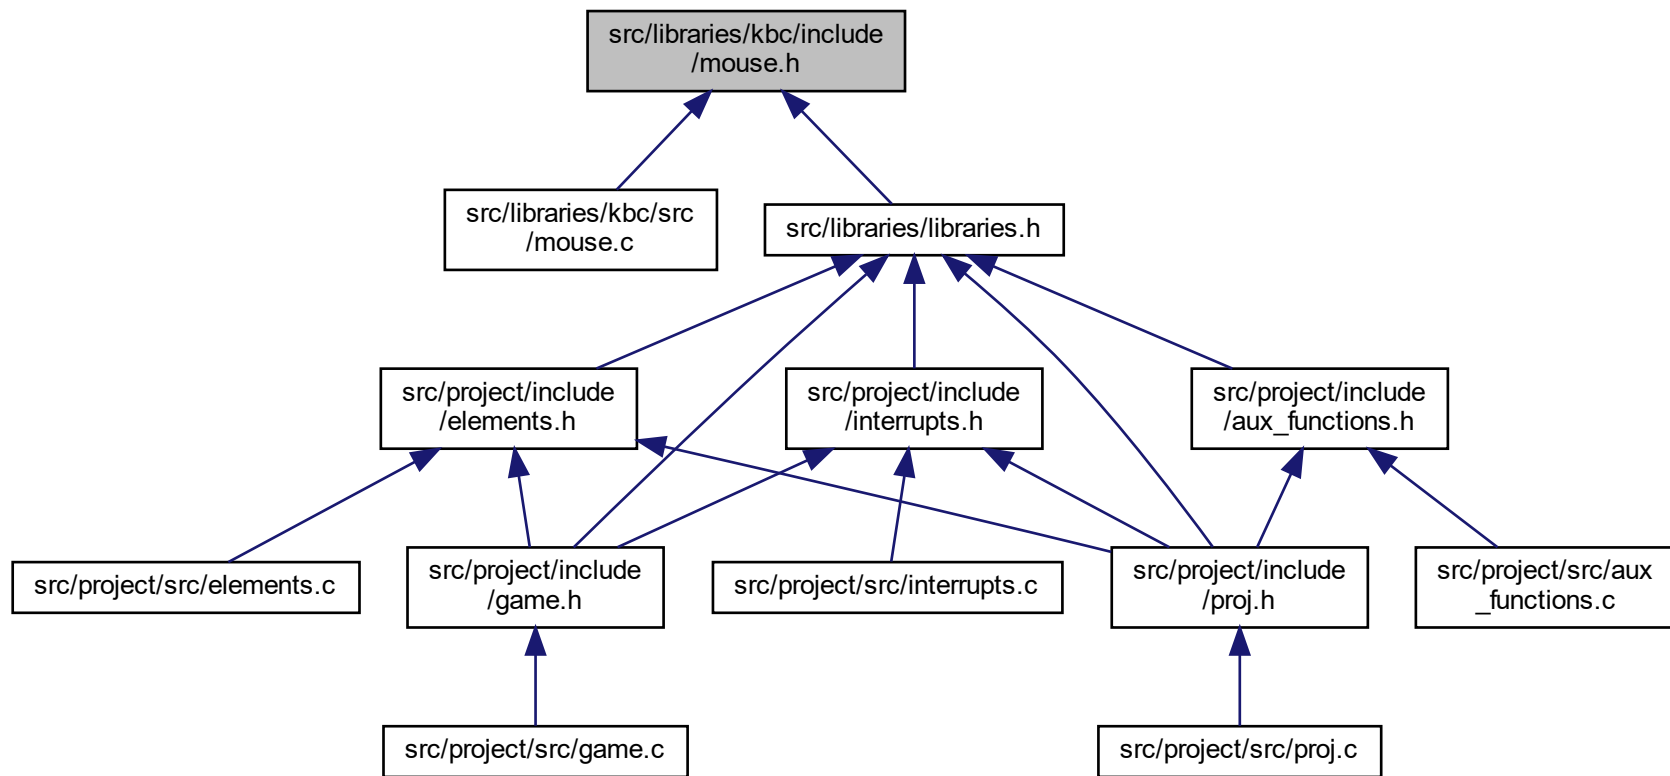 src/libraries/kbc/include
/mouse.h
src/libraries/kbc/src
/mouse.c
src/libraries/libraries.h
src/project/include
/elements.h
src/project/include
/interrupts.h
src/project/include
/aux_functions.h
src/project/src/elements.c
src/project/include
/game.h
src/project/src/interrupts.c
src/project/include
/proj.h
src/project/src/aux
_functions.c
src/project/src/game.c
src/project/src/proj.c